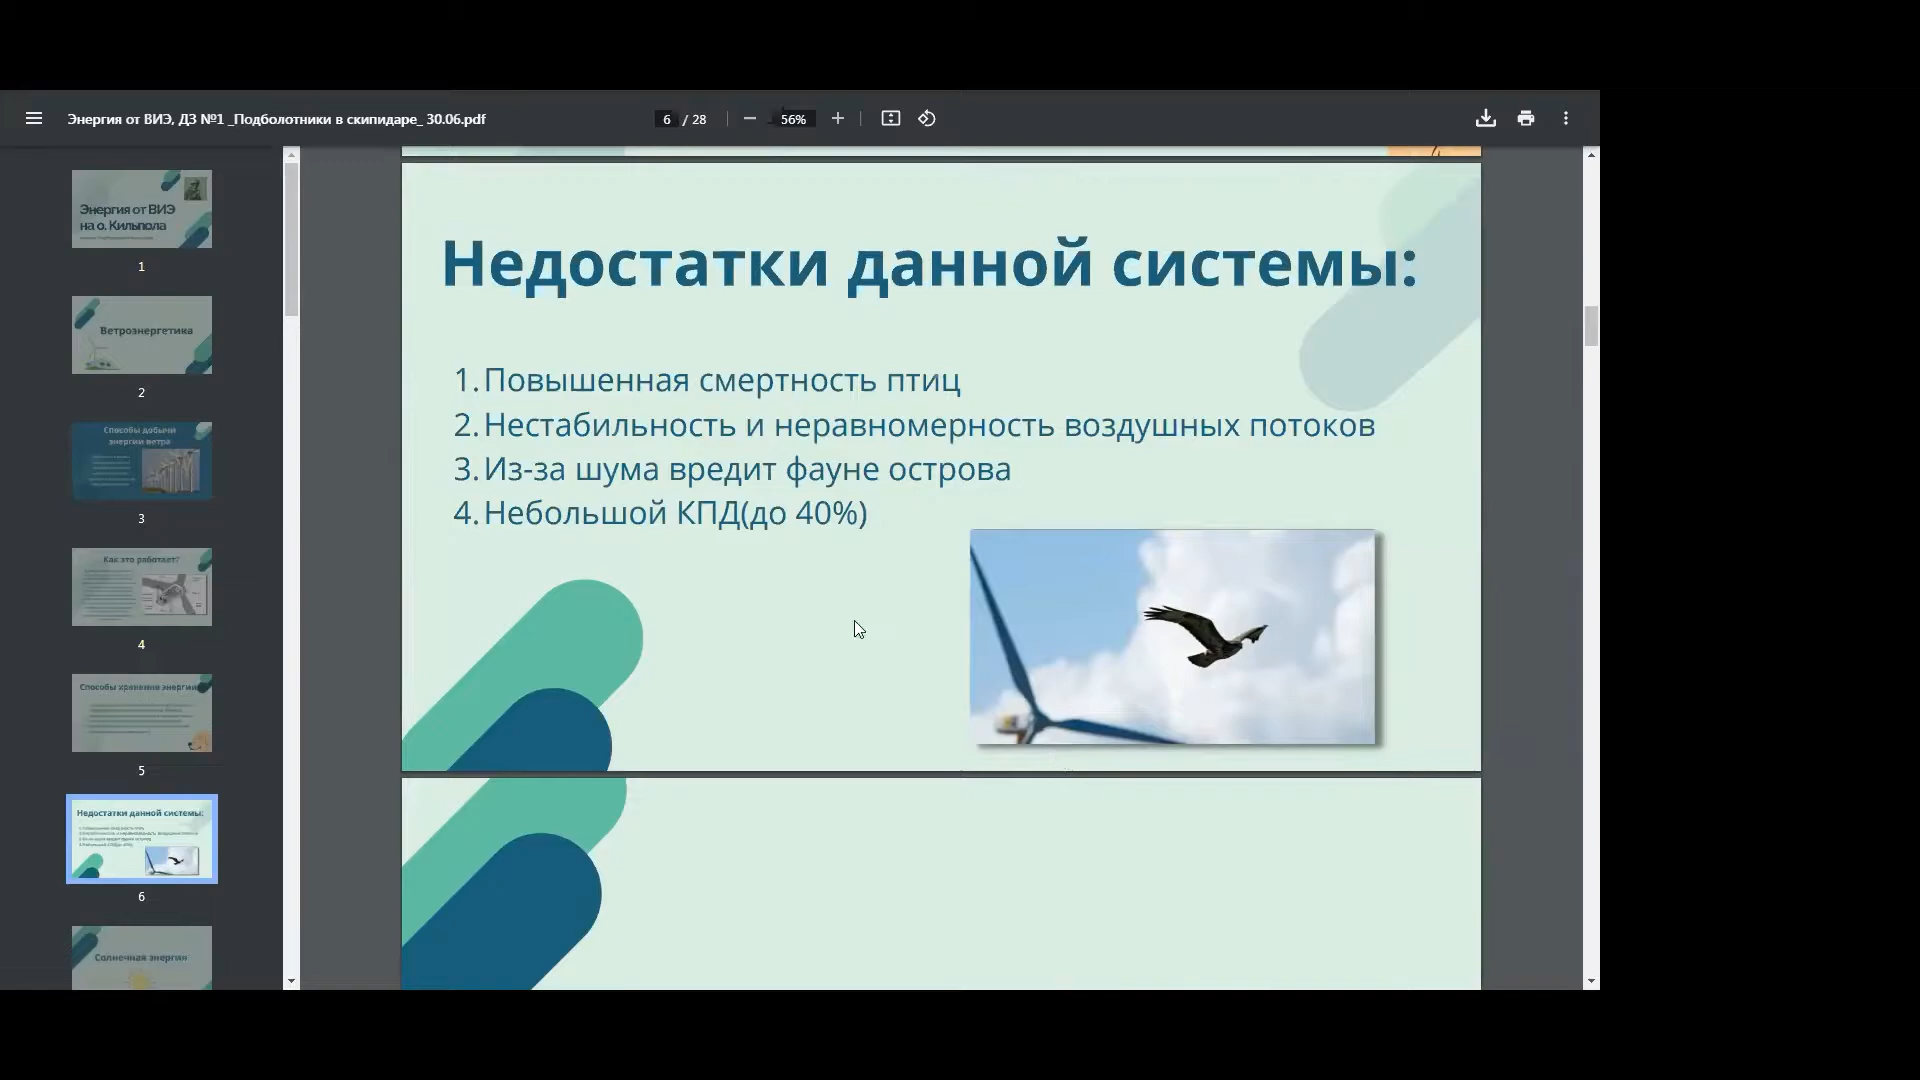 Энергия от ВИЭ, ДЗ №1 _Подболотники в скипидаре_ 30.06.pdf
6 / 28
56%
Энергия от ВИЭ
на о. Кильпола
1
Ветроэнергетика
2
Способы добычи
энергии ветра
3
Как это работает?
4
Способы хранения энергии
5
Недостатки данной системы:
6
Солнечная энергия
Недостатки данной системы:
1. Повышенная смертность птиц
2. Нестабильность и неравномерность воздушных потоков
3. Из-за шума вредит фауне острова
4. Небольшой КПД(до 40%)